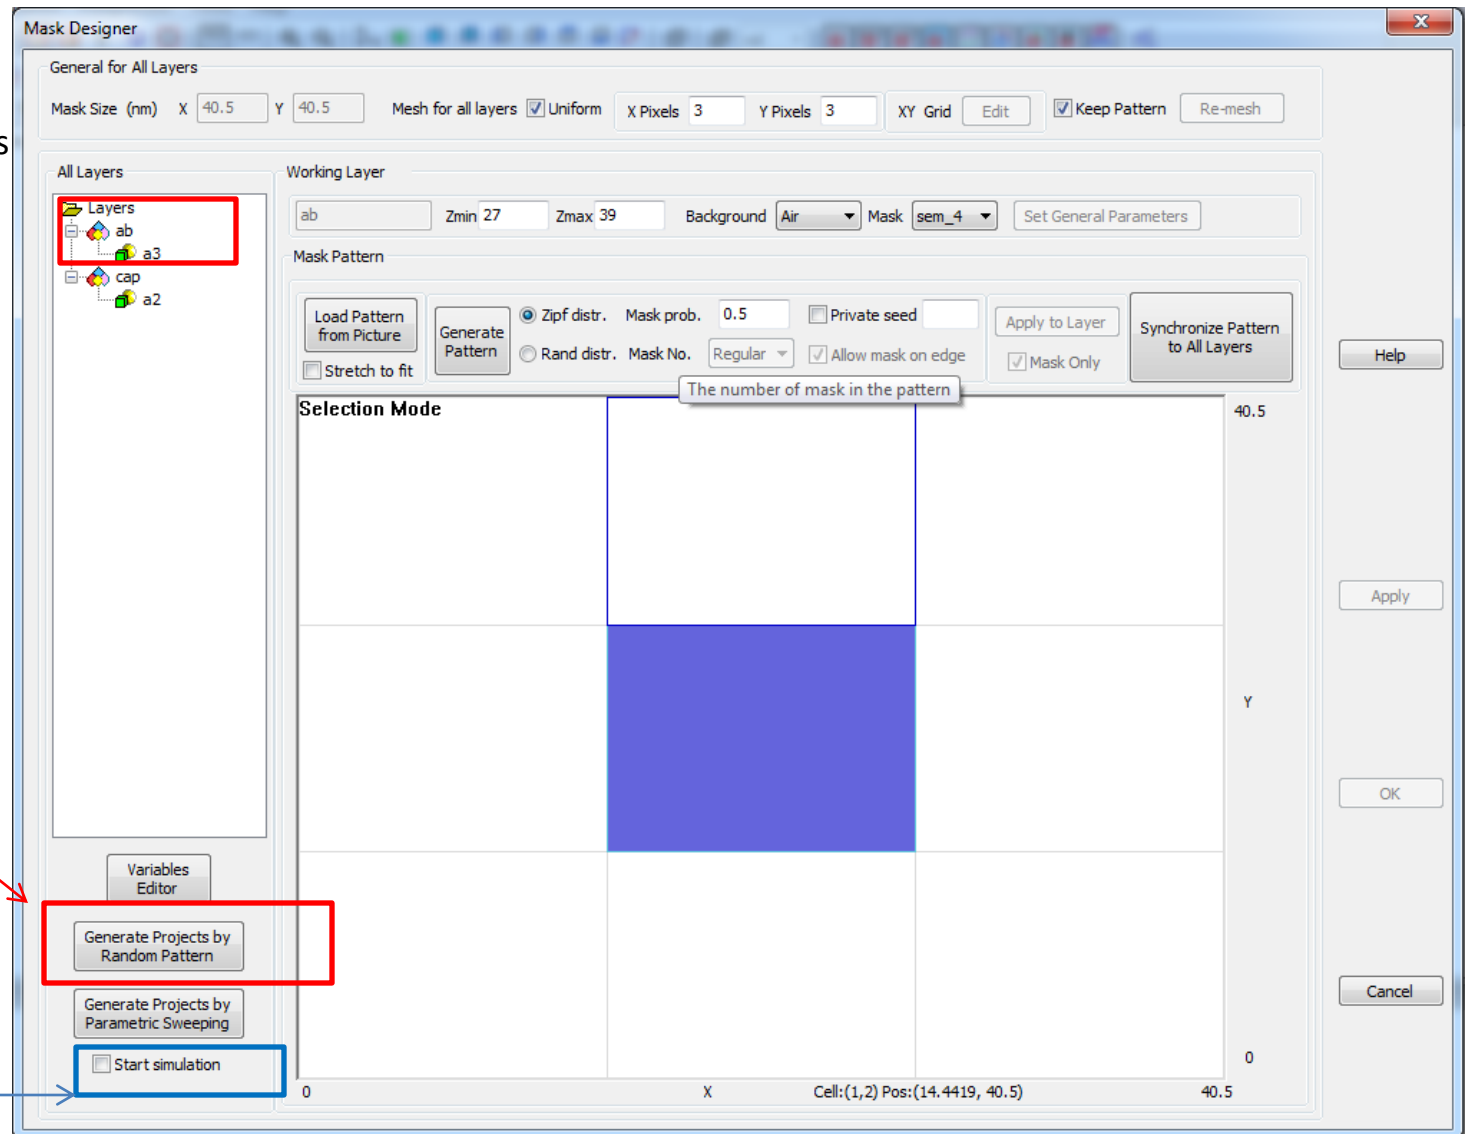 Mask Designer
General for All Layers
Mask Size (nm) X 40.5 Y 40.5 Mesh for all layers Uniform X Pixels 3 Y Pixels 3 XY Grid Edit Keep Pattern Re-mesh
s
All Layers
Working Layer
Layers
ab
a3
cap
a2
ab Zmin 27 Zmax 39 Background Air Mask sem_4 Set General Parameters
Mask Pattern
Load Pattern
from Picture
Stretch to fit
Generate
Pattern
Zipf distr. Mask prob. 0.5 Private seed
Rand distr. Mask No. Regular Allow mask on edge
Apply to Layer
Mask Only
Synchronize Pattern
to All Layers
The number of mask in the pattern
Help
Selection Mode
40.5
Apply
Y
OK
Variables
Editor
Generate Projects by
Random Pattern
Generate Projects by
Parametric Sweeping
Cancel
Start simulation
0
0 X Cell:(1,2) Pos:(14.4419, 40.5) 40.5